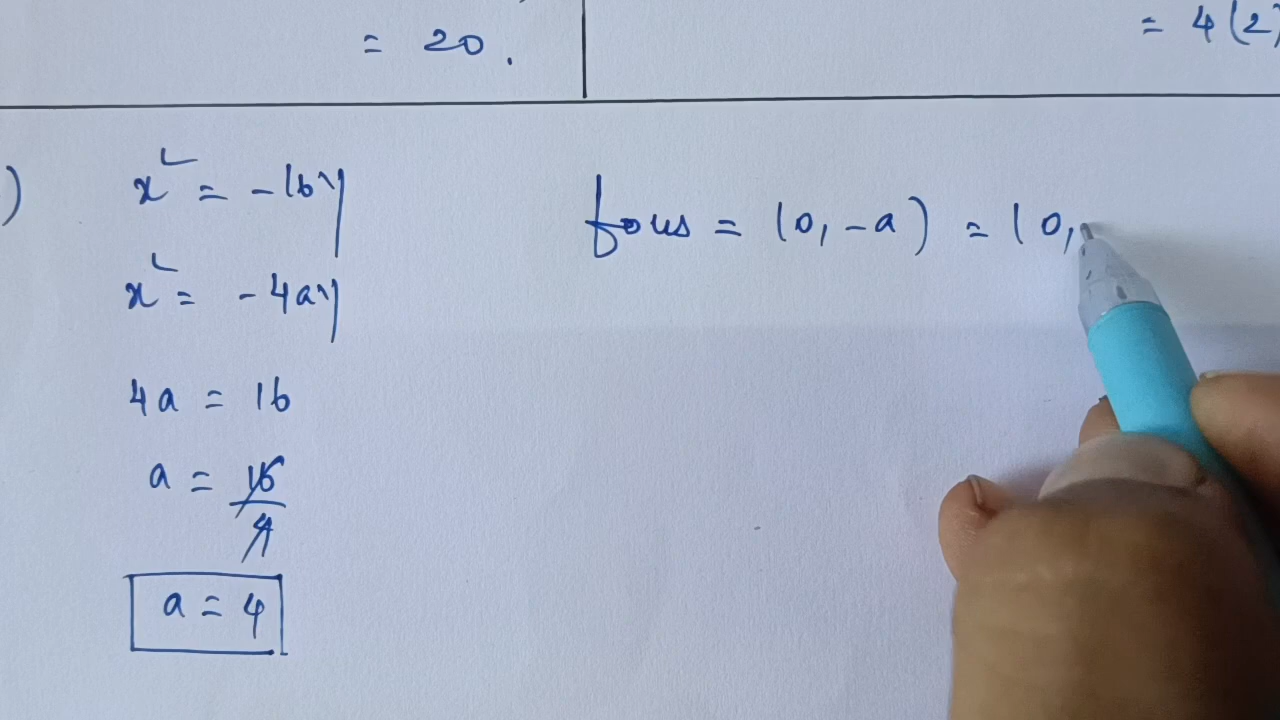 = 20.
= 4(2)
)
x² = -16y
x² = -4ay
4a = 16
a = 16/4
a = 4
focus = (0, -a) = (0,